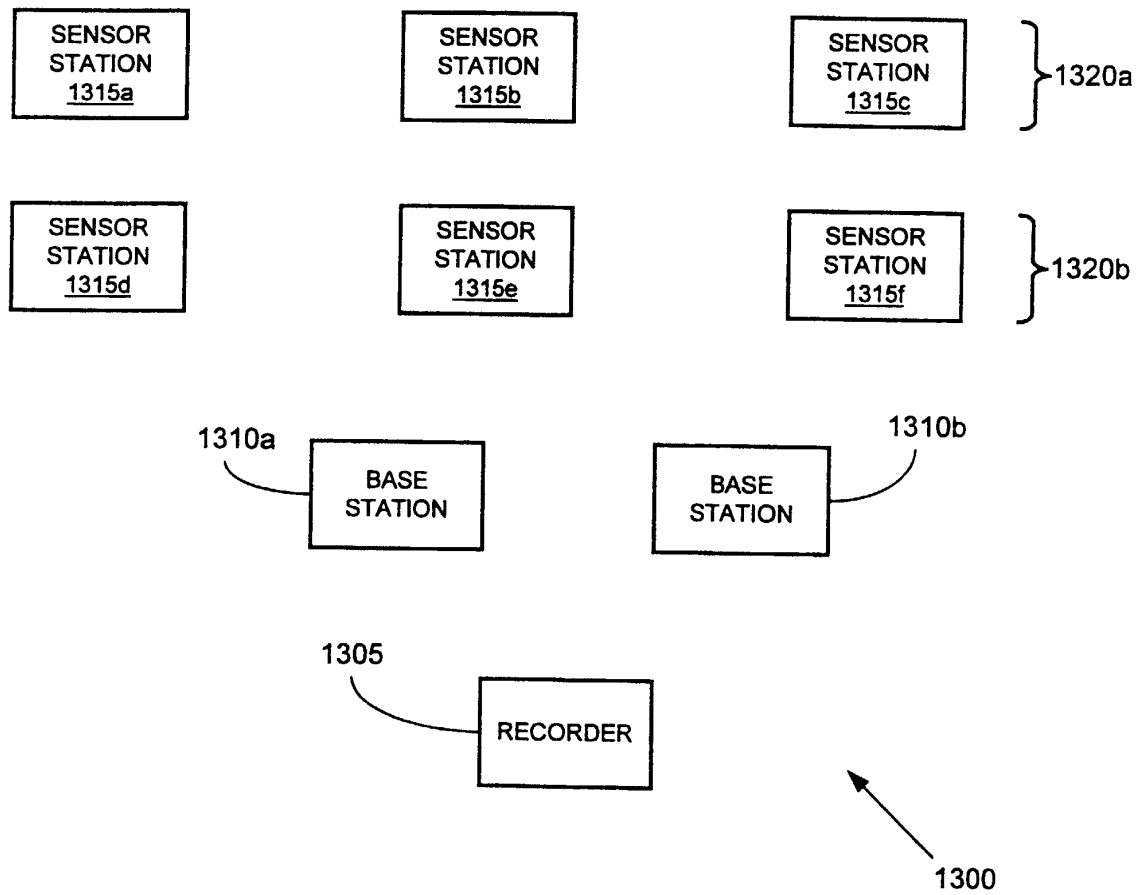 SENSOR
STATION
1315a
SENSOR
STATION
1315b
SENSOR
STATION
1315c
1320a
SENSOR
STATION
1315d
SENSOR
STATION
1315e
SENSOR
STATION
1315f
1320b
1310a
BASE
STATION
BASE
STATION
1310b
1305
RECORDER
1300